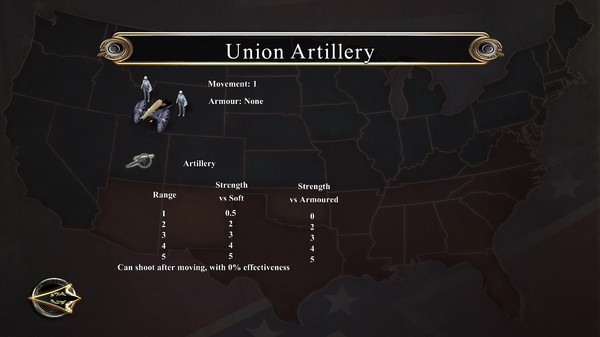 Union Artillery
Movement: 1
Armour: None
Artillery
Range Strength vs Soft Strength vs Armoured
1 0.5 0
2 2 2
3 3 3
4 4 4
5 5 5
Can shoot after moving, with 0% effectiveness